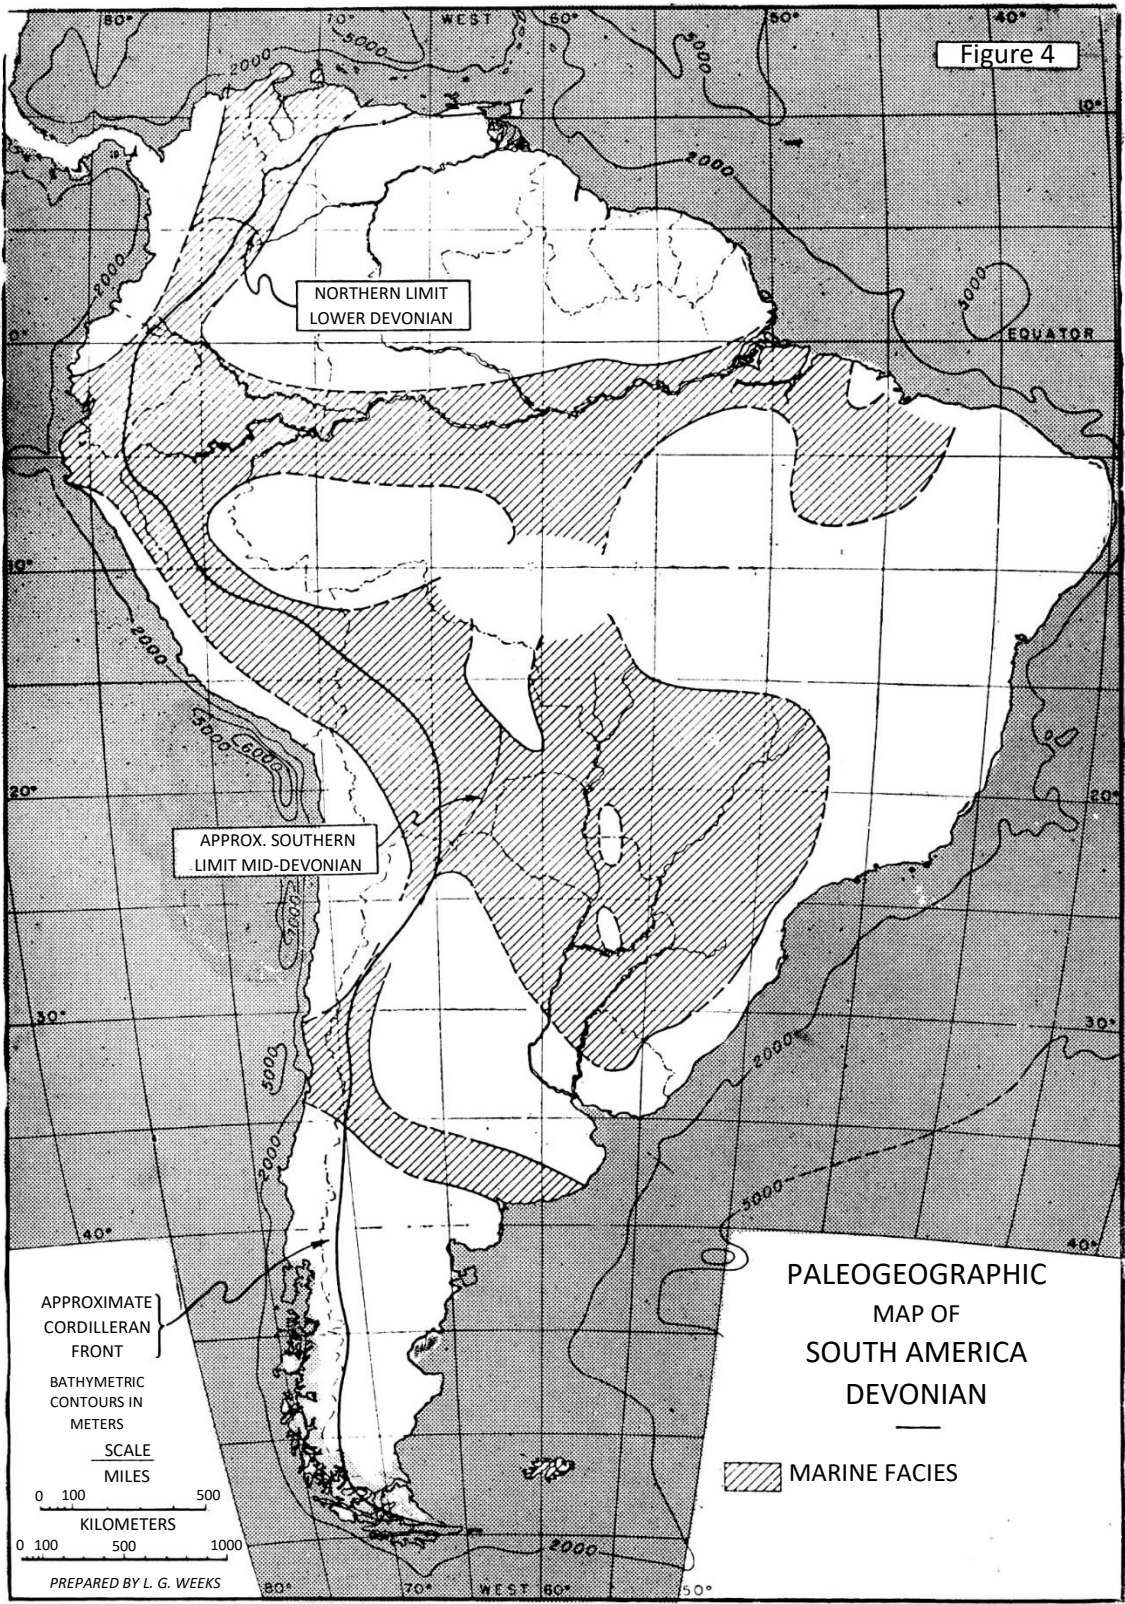 80°
70°
WEST
60°
50°
40°
Figure 4
5000
2000
5000
10°
2000
2000
5000
NORTHERN LIMIT
LOWER DEVONIAN
0°
EQUATOR
10°
2000
5000
6000
20°
20°
APPROX. SOUTHERN
LIMIT MID-DEVONIAN
2000
30°
30°
5000
2000
2000
5000
40°
40°
APPROXIMATE
CORDILLERAN
FRONT
BATHYMETRIC
CONTOURS IN
METERS
SCALE
MILES
0 100 500
KILOMETERS
0 100 500 1000
PREPARED BY L. G. WEEKS
PALEOGEOGRAPHIC
MAP OF
SOUTH AMERICA
DEVONIAN
MARINE FACIES
2000
80°
70°
WEST
60°
50°